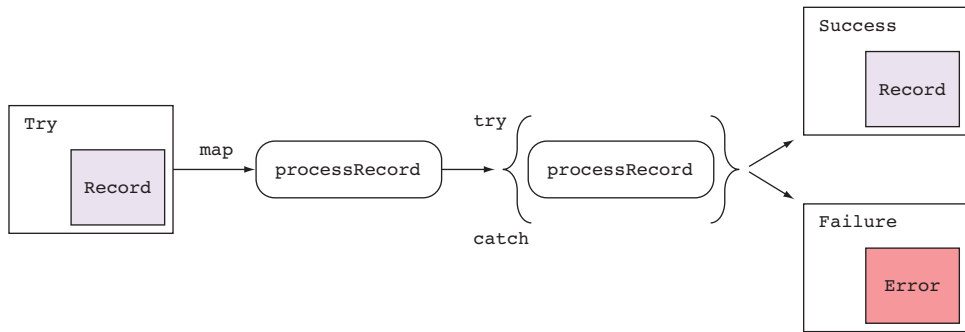 Try
Record
map
processRecord
try
processRecord
catch
Success
Record
Failure
Error